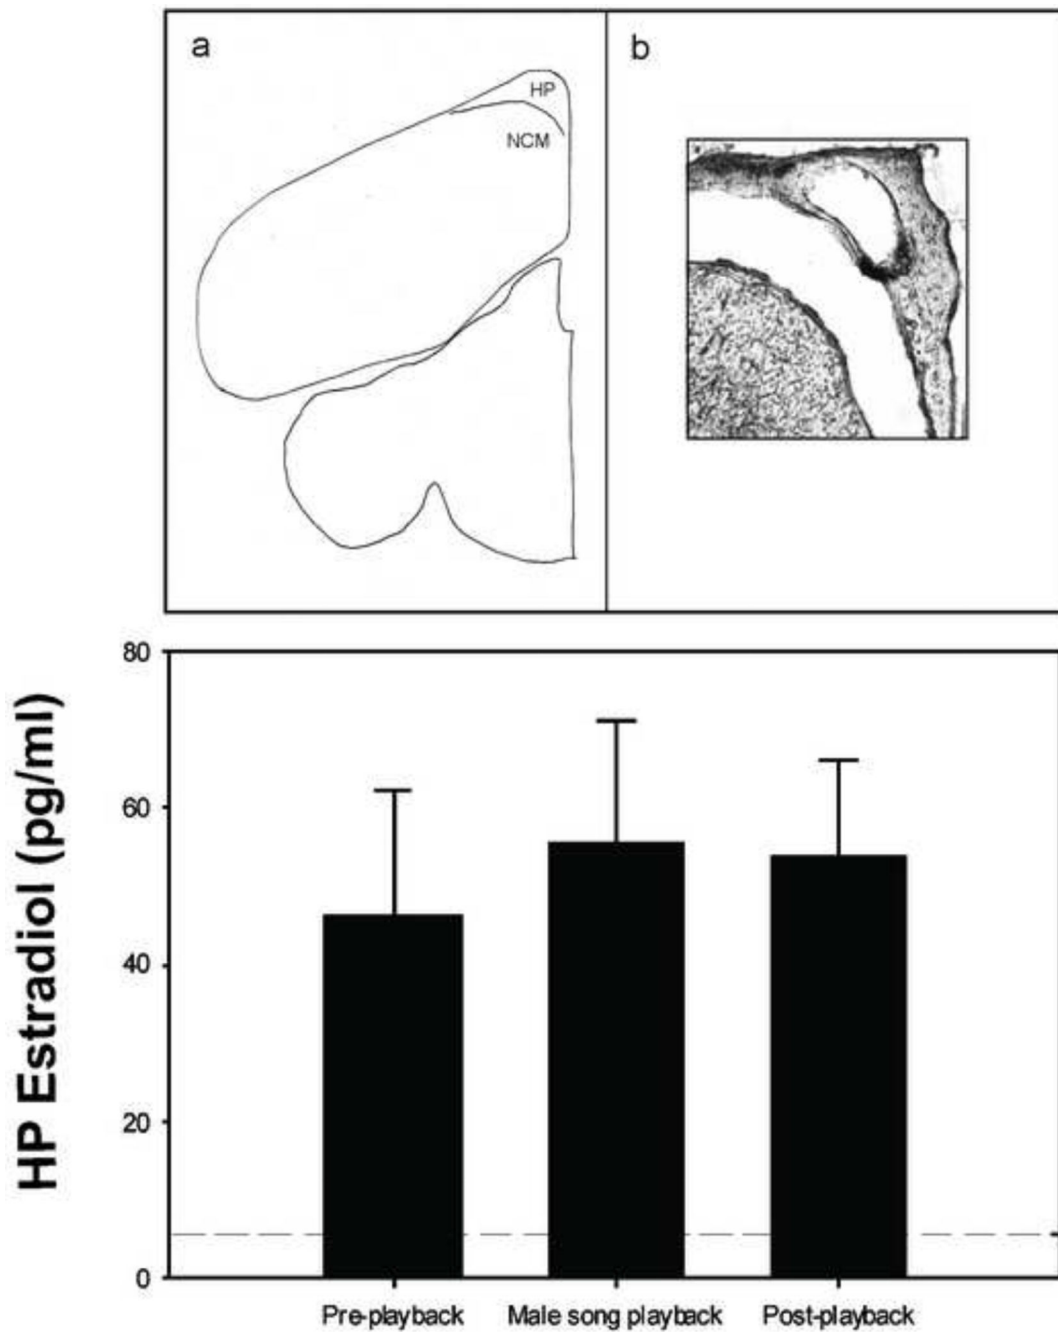 a
b
HP
NCM
HP Estradiol (pg/ml)
80
60
40
20
0
Pre-playback
Male song playback
Post-playback